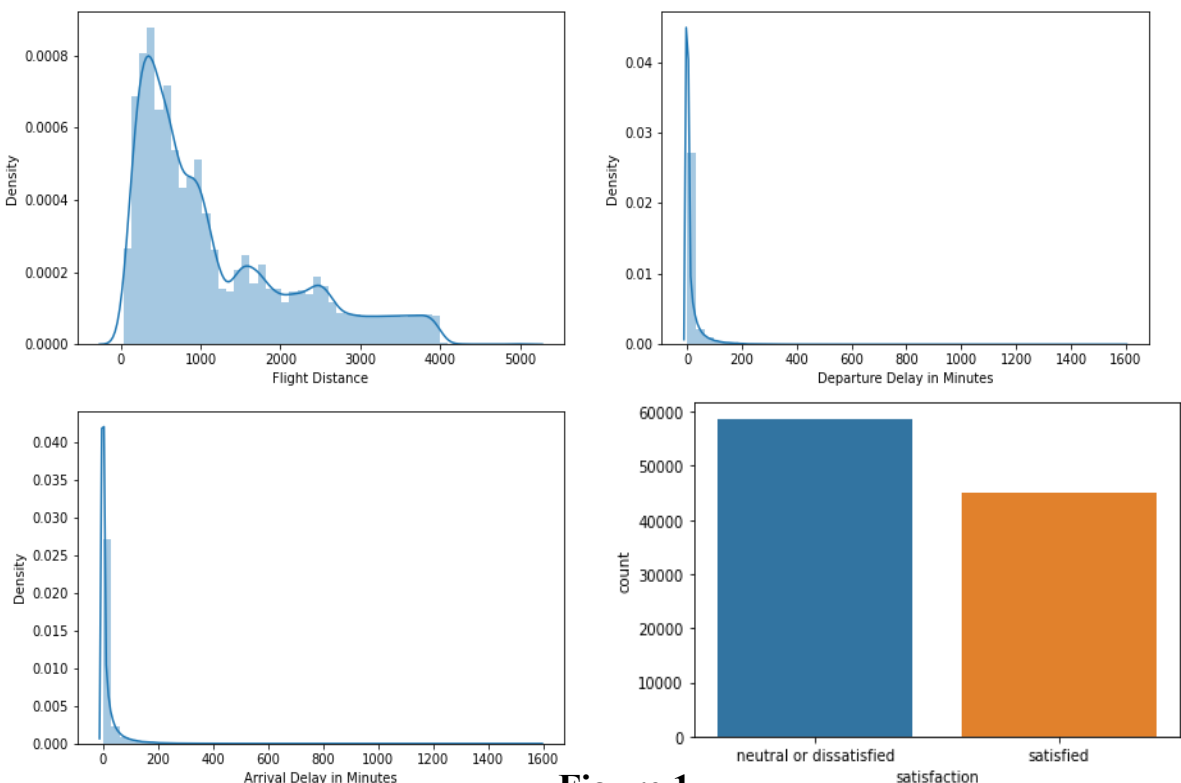 0.0008
0.0006
0.0004
0.0002
0.0000
Density
0 1000 2000 3000 4000 5000
Flight Distance
0.04
0.03
0.02
0.01
0.00
Density
0 200 400 600 800 1000 1200 1400 1600
Departure Delay in Minutes
0.040
0.035
0.030
0.025
0.020
0.015
0.010
0.005
0.000
Density
0 200 400 600 800 1000 1200 1400 1600
Arrival Delay in Minutes
60000
50000
40000
30000
20000
10000
0
count
neutral or dissatisfied satisfied
satisfaction
Figure 1